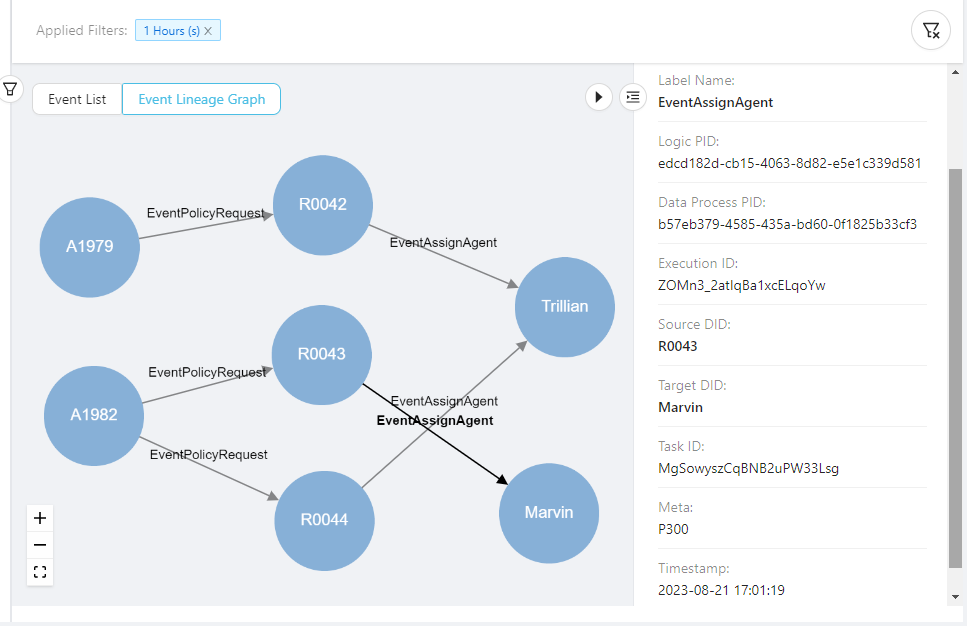 Applied Filters: 1 Hours (s) ×
Event List
Event Lineage Graph
A1979
EventPolicyRequest
R0042
EventAssignAgent
Trillian
A1982
EventPolicyRequest
R0043
EventAssignAgent
EventAssignAgent
EventPolicyRequest
R0044
Marvin
Label Name:
EventAssignAgent
Logic PID:
edcd182d-cb15-4063-8d82-e5e1c339d581
Data Process PID:
b57eb379-4585-435a-bd60-0f1825b33cf3
Execution ID:
ZOMn3_2atIqBa1xcELqoYw
Source DID:
R0043
Target DID:
Marvin
Task ID:
MgSowyszCqBNB2uPW33Lsg
Meta:
P300
Timestamp:
2023-08-21 17:01:19